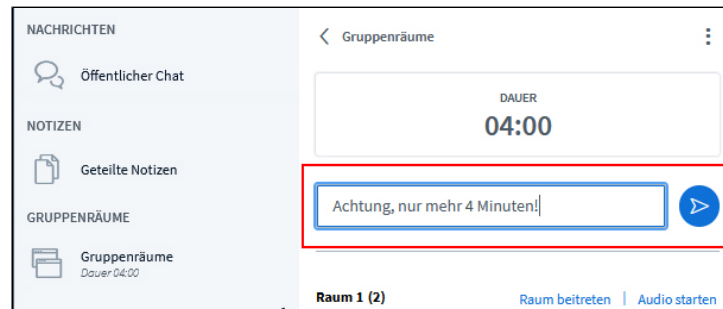 NACHRICHTEN
Öffentlicher Chat
NOTIZEN
Geteilte Notizen
GRUPPENRÄUME
Gruppenräume
Dauer 04:00
Gruppenräume
DAUER
04:00
Achtung, nur mehr 4 Minuten!
Raum 1 (2)
Raum beitreten | Audio starten